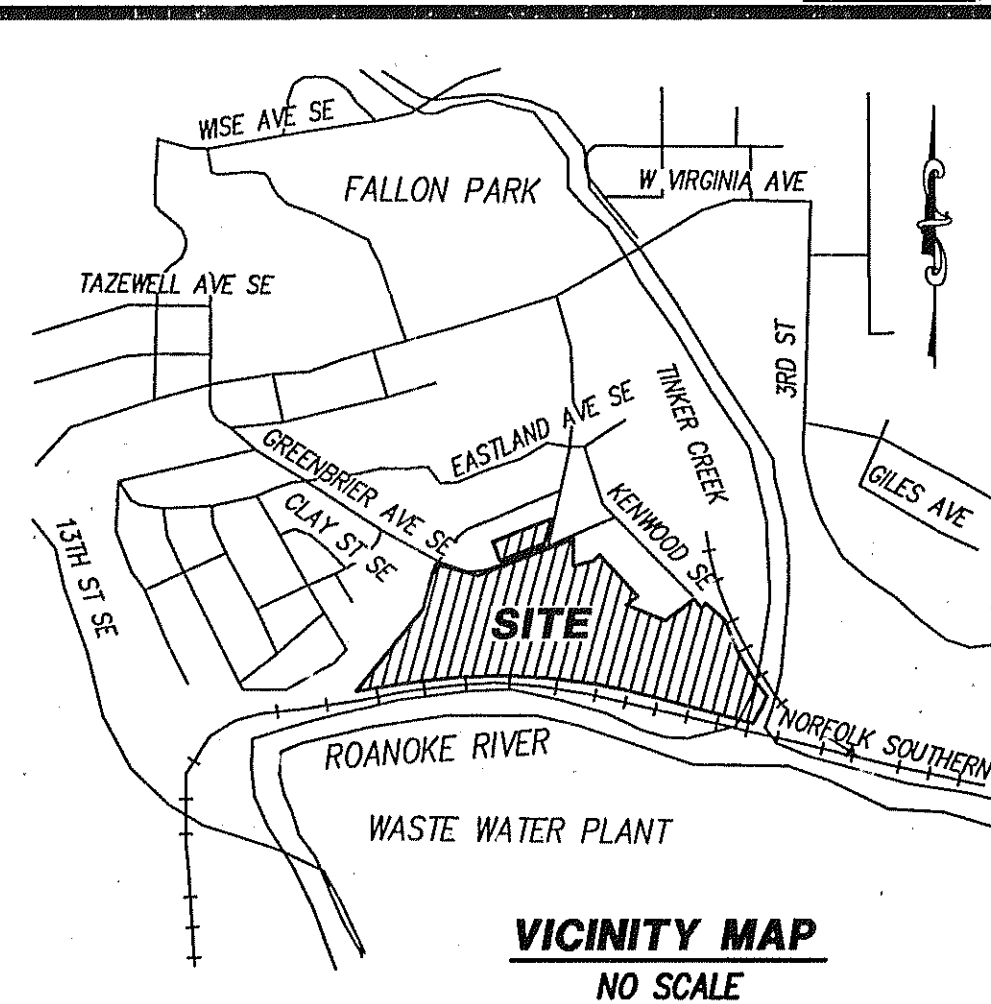 WISE AVE SE
FALLON PARK
W VIRGINIA AVE
TAZEWELL AVE SE
3RD ST
TINKER CREEK
EASTLAND AVE SE
GREENBRIER AVE SE
CLAY ST SE
KENWOOD SE
GILES AVE
13TH ST SE
SITE
NORFOLK SOUTHERN
ROANOKE RIVER
WASTE WATER PLANT
VICINITY MAP
NO SCALE